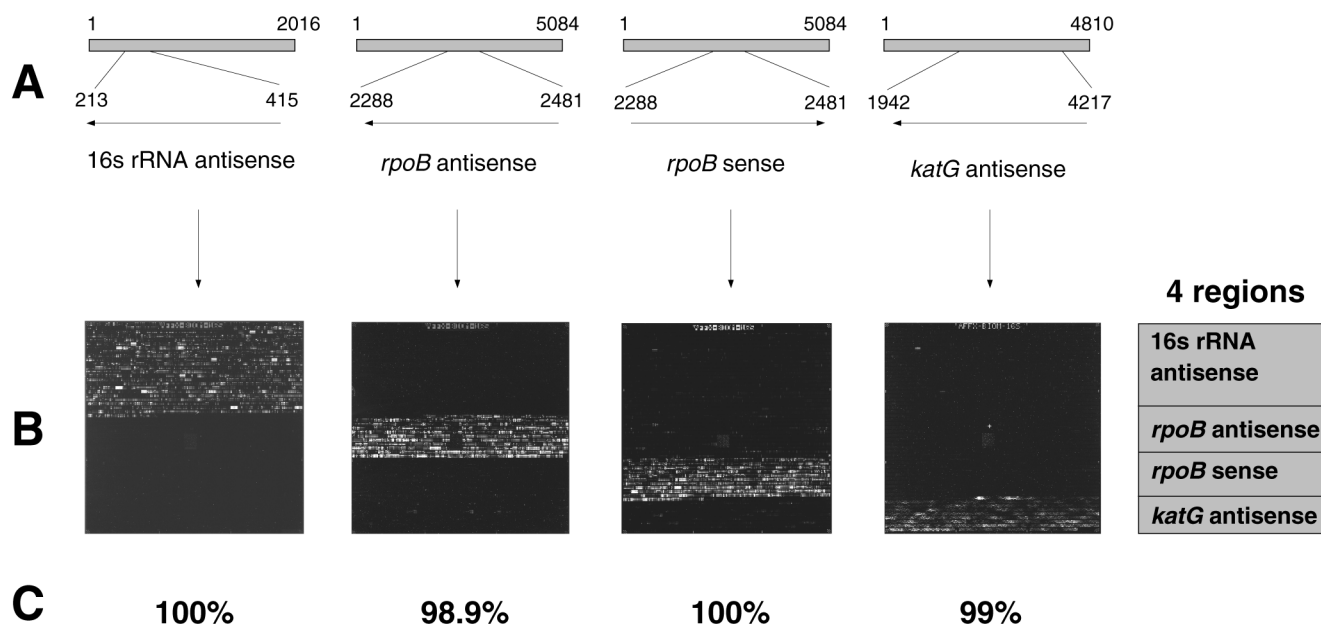 1 2016 1 5084 1 5084 1 4810
A
213 415 2288 2481 2288 2481 1942 4217
16s rRNA antisense rpoB antisense rpoB sense katG antisense
4 regions
16s rRNA
antisense
rpoB antisense
rpoB sense
katG antisense
B
C 100% 98.9% 100% 99%